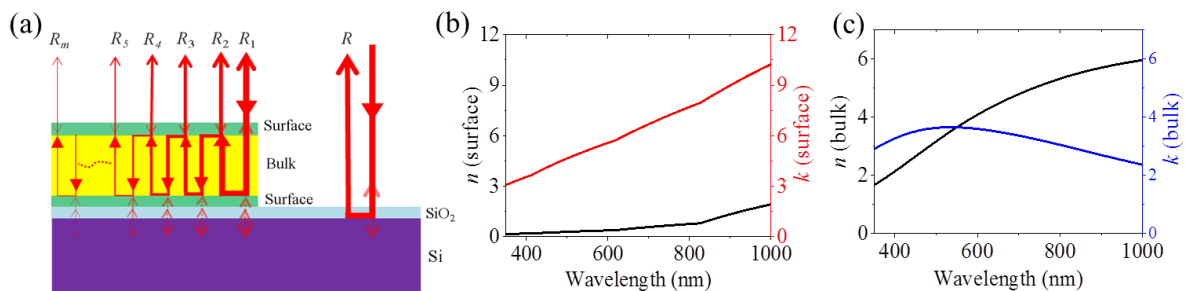 (a)
R_m R_5 R_4 R_3 R_2 R_1 R
Surface
Bulk
Surface
SiO₂
Si
(b)
12
9
6
3
0
n (surface)
12
9
6
3
0
k (surface)
400 600 800 1000
Wavelength (nm)
(c)
6
4
2
0
n (bulk)
6
4
2
0
k (bulk)
400 600 800 1000
Wavelength (nm)